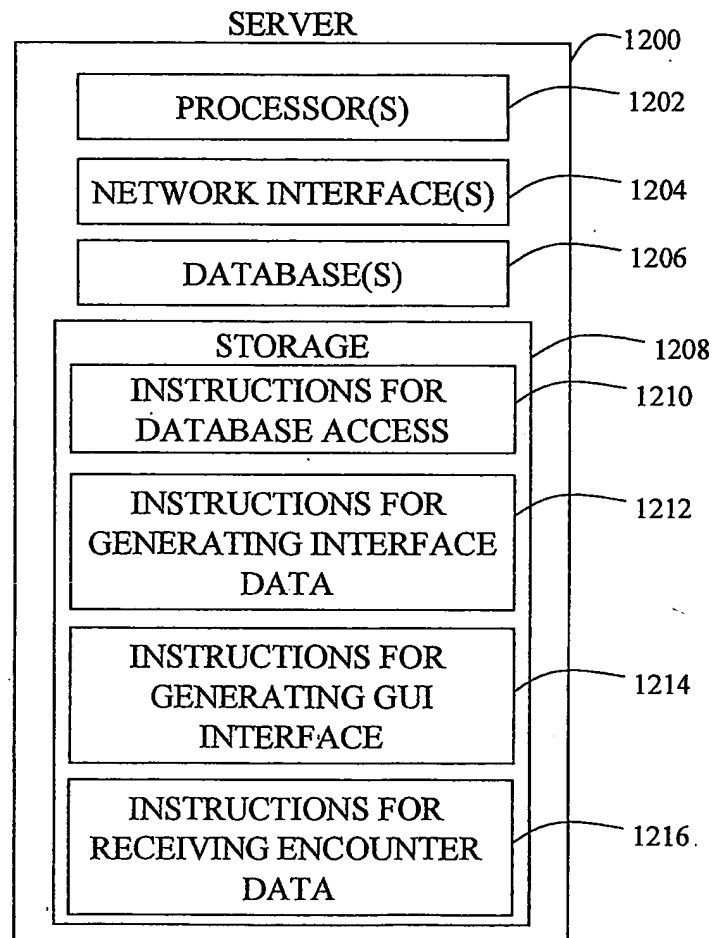 SERVER
1200
PROCESSOR(S)
1202
NETWORK INTERFACE(S)
1204
DATABASE(S)
1206
STORAGE
1208
INSTRUCTIONS FOR
DATABASE ACCESS
1210
INSTRUCTIONS FOR
GENERATING INTERFACE
DATA
1212
INSTRUCTIONS FOR
GENERATING GUI
INTERFACE
1214
INSTRUCTIONS FOR
RECEIVING ENCOUNTER
DATA
1216